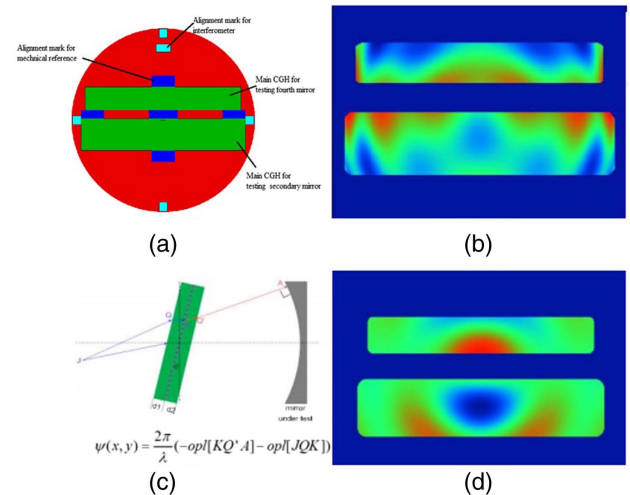 Alignment mark for
interferometer
Alignment mark for
mechnical reference
Main CGH for
testing fourth mirror
Main CGH for
testing secondary mirror
(a)
(b)
A
Q
Q'
J
d1
d2
mirror
under test
ψ(x, y) = 2π/λ (−opl[KQ'A]−opl[JQK])
(c)
(d)